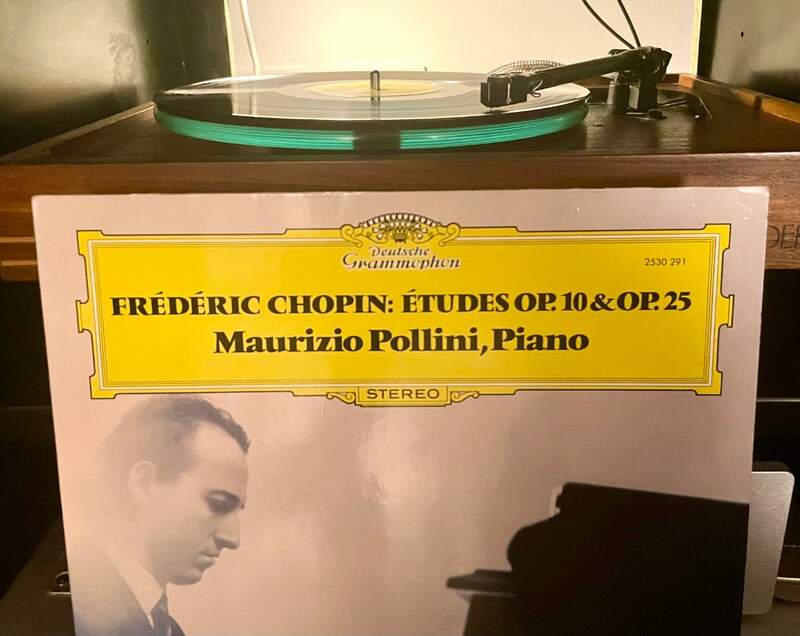 Deutsche
Grammophon
2530 291
FRÉDÉRIC CHOPIN: ÉTUDES OP. 10 & OP. 25
Maurizio Pollini, Piano
STEREO